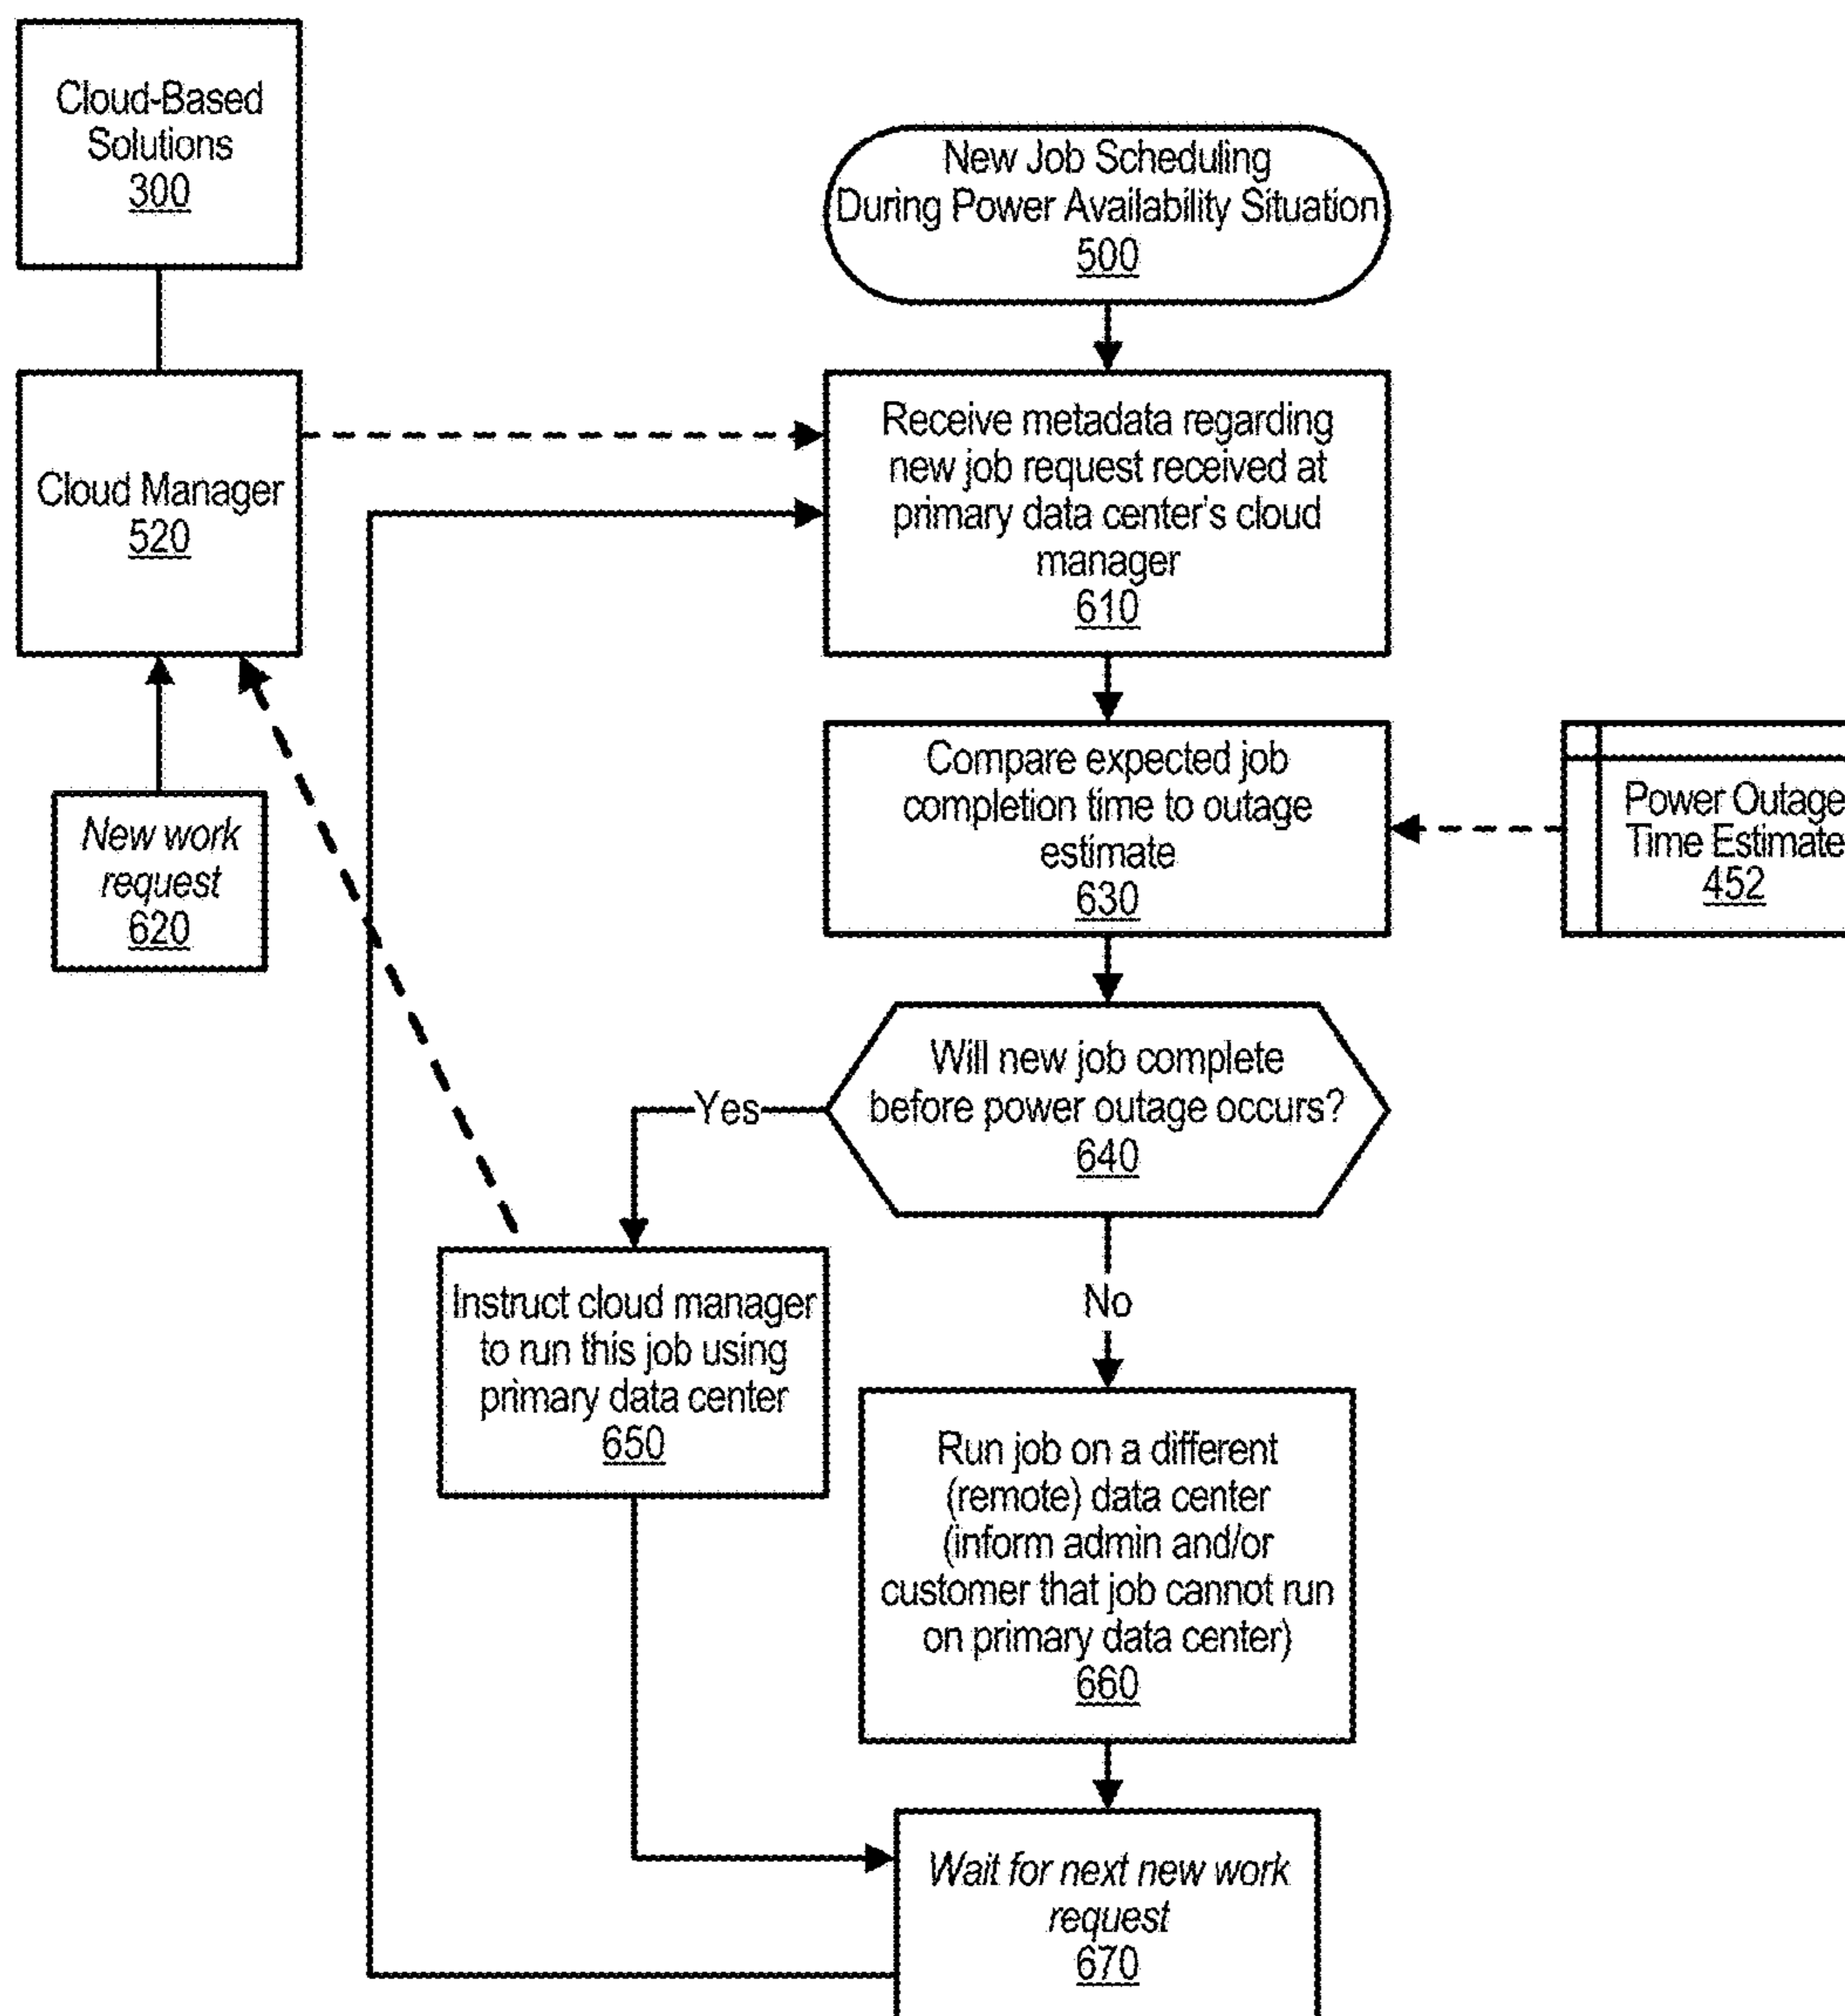 Cloud-Based
Solutions
300
New Job Scheduling
During Power Availability Situation
500
Cloud Manager
520
Receive metadata regarding
new job request received at
primary data center's cloud
manager
610
New work
request
620
Compare expected job
completion time to outage
estimate
630
Power Outage
Time Estimate
452
Will new job complete
before power outage occurs?
640
Yes
No
Instruct cloud manager
to run this job using
primary data center
650
Run job on a different
(remote) data center
(inform admin and/or
customer that job cannot run
on primary data center)
660
Wait for next new work
request
670